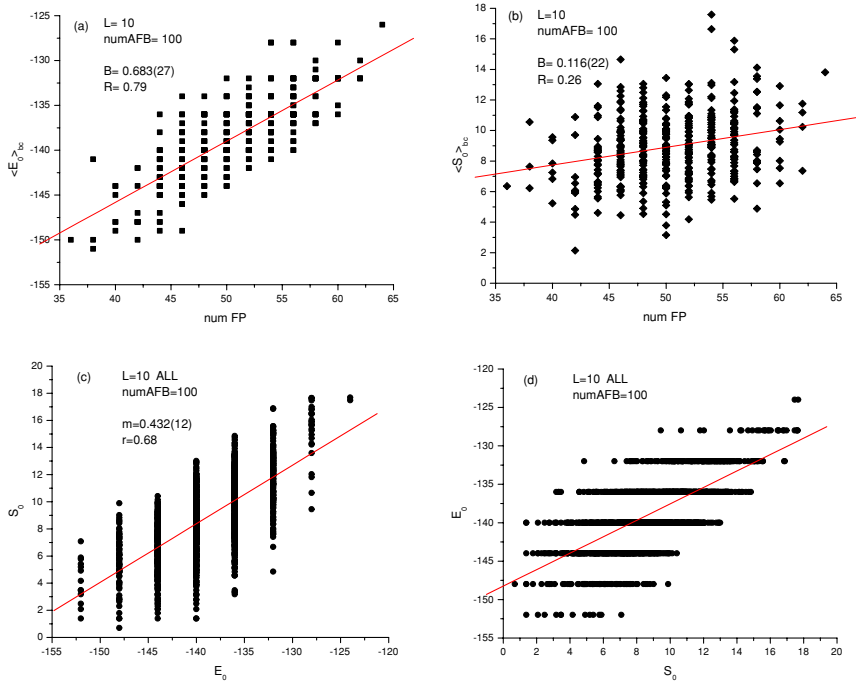 (a)
L= 10
numAFB= 100
B= 0.683(27)
R= 0.79
<E₀>bc
-125
-130
-135
-140
-145
-150
-155
35 40 45 50 55 60 65
num FP
(b)
L=10
numAFB= 100
B= 0.116(22)
R= 0.26
<S₀>bc
18
16
14
12
10
8
6
4
2
0
35 40 45 50 55 60 65
num FP
(c)
L=10 ALL
numAFB=100
m=0.432(12)
r=0.68
S₀
20
18
16
14
12
10
8
6
4
2
0
-155 -150 -145 -140 -135 -130 -125 -120
E₀
(d)
L=10 ALL
numAFB=100
E₀
-120
-125
-130
-135
-140
-145
-150
-155
0 2 4 6 8 10 12 14 16 18 20
S₀